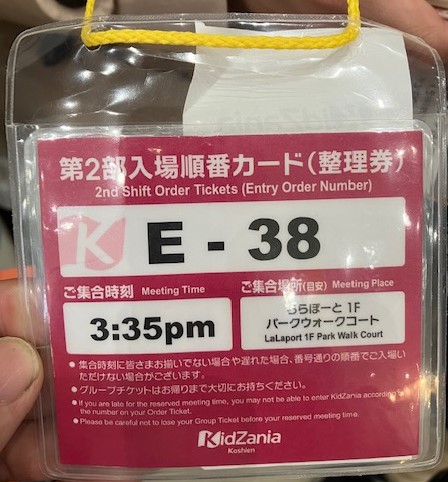 第2部入場順番カード(整理券)
2nd Shift Order Tickets (Entry Order Number)
K E - 38
ご集合時刻 Meeting Time
ご集合場所(目安) Meeting Place
3:35pm
ららぽーと 1F
パークウォークコート
LaLaport 1F Park Walk Court
● 集合時刻に皆さまお揃いでない場合や遅れた場合、番号通りの順番でご入場い
ただけない場合がございます。
● グループチケットはお帰りまで大切にお持ちください。
● If you are late for the reserved meeting time, you may not be able to enter KidZania according
the number on your Order Ticket.
● Please be careful not to lose your Group Ticket before your reserved meeting time.
KidZania
Koshien